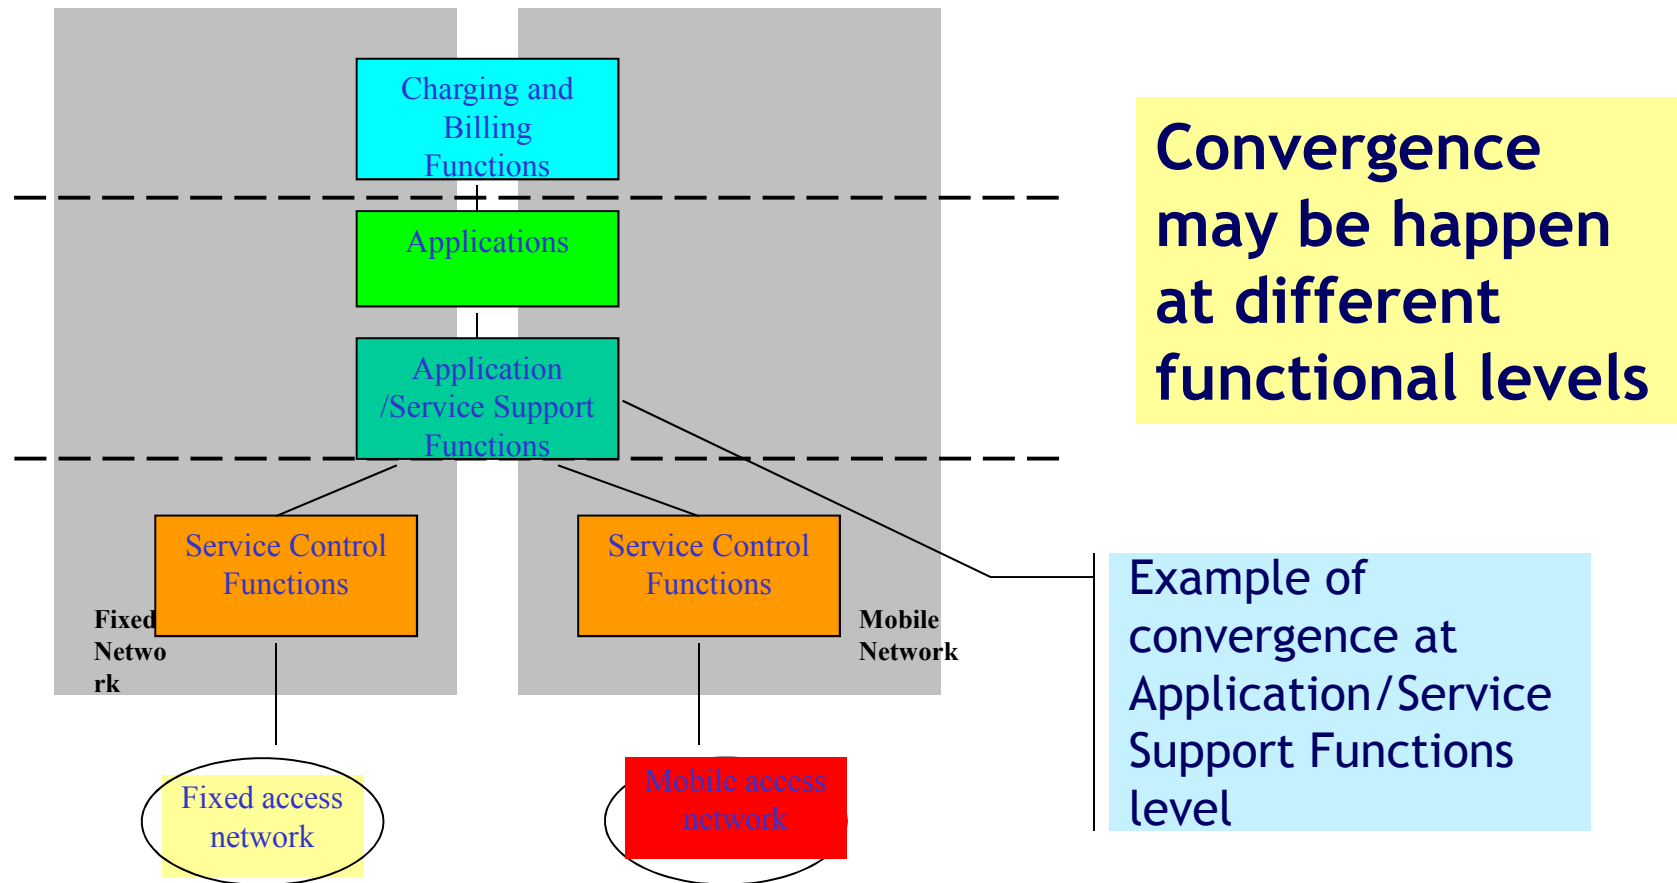 Charging and
Billing
Functions
Applications
Application
/Service Support
Functions
Service Control
Functions
Service Control
Functions
Fixed
Netwo
rk
Mobile
Network
Fixed access
network
Mobile access
network
Convergence
may be happen
at different
functional levels
Example of
convergence at
Application/Service
Support Functions
level